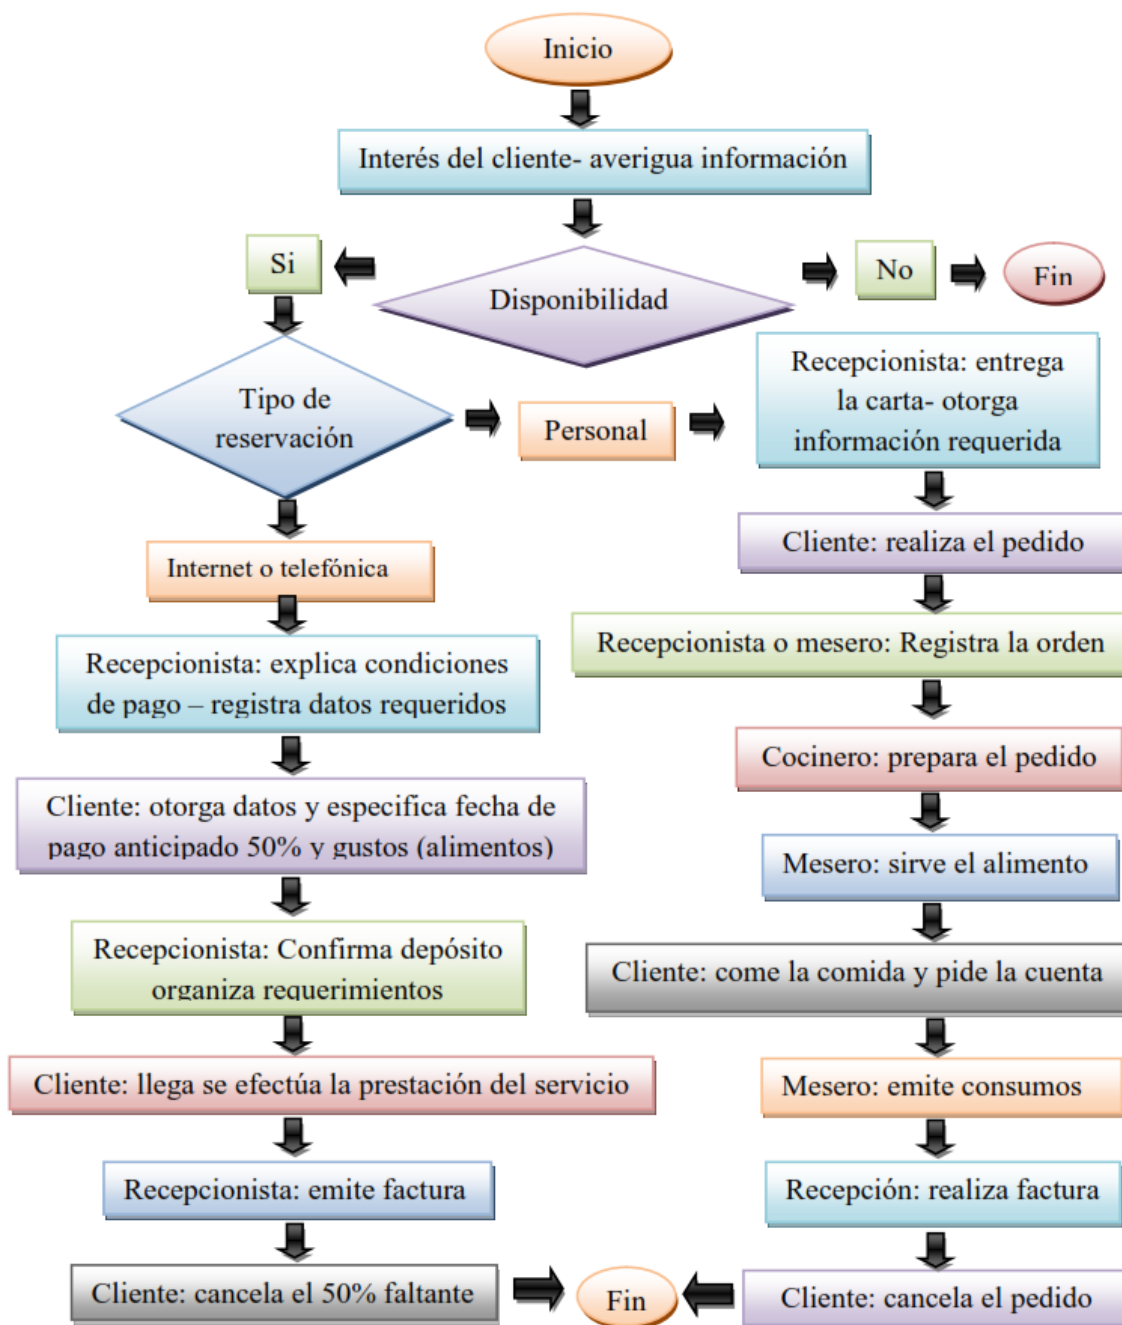 Inicio
Interés del cliente- averigua información
Si
Disponibilidad
No
Fin
Tipo de
reservación
Personal
Recepcionista: entrega
la carta- otorga
información requerida
Cliente: realiza el pedido
Recepcionista o mesero: Registra la orden
Cocinero: prepara el pedido
Mesero: sirve el alimento
Cliente: come la comida y pide la cuenta
Mesero: emite consumos
Recepción: realiza factura
Cliente: cancela el pedido
Internet o telefónica
Recepcionista: explica condiciones
de pago – registra datos requeridos
Cliente: otorga datos y especifica fecha de
pago anticipado 50% y gustos (alimentos)
Recepcionista: Confirma depósito
organiza requerimientos
Cliente: llega se efectúa la prestación del servicio
Recepcionista: emite factura
Cliente: cancela el 50% faltante
Fin